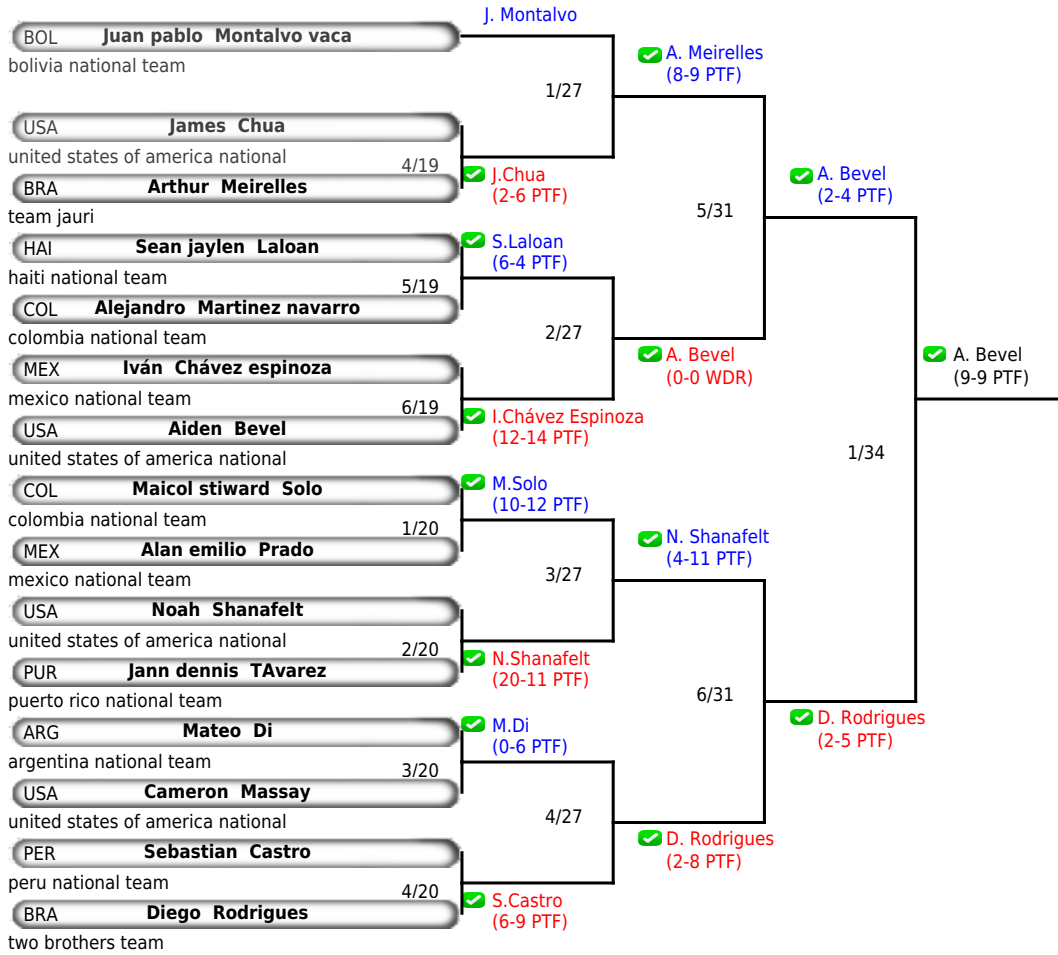 J. Montalvo
BOL Juan pablo Montalvo vaca
bolivia national team
A. Meirelles
(8-9 PTF)
1/27
USA James Chua
united states of america national
4/19
BRA Arthur Meirelles
team jauri
J.Chua
(2-6 PTF)
A. Bevel
(2-4 PTF)
5/31
HAI Sean jaylen Laloan
haiti national team
S.Laloan
(6-4 PTF)
5/19
COL Alejandro Martinez navarro
colombia national team
2/27
A. Bevel
(0-0 WDR)
A. Bevel
(9-9 PTF)
MEX Iván Chávez espinoza
mexico national team
6/19
USA Aiden Bevel
united states of america national
I.Chávez Espinoza
(12-14 PTF)
1/34
COL Maicol stiward Solo
colombia national team
M.Solo
(10-12 PTF)
1/20
MEX Alan emilio Prado
mexico national team
N. Shanafelt
(4-11 PTF)
3/27
USA Noah Shanafelt
united states of america national
2/20
PUR Jann dennis TAvarez
puerto rico national team
N.Shanafelt
(20-11 PTF)
6/31
D. Rodrigues
(2-5 PTF)
ARG Mateo Di
argentina national team
M.Di
(0-6 PTF)
3/20
USA Cameron Massay
united states of america national
4/27
D. Rodrigues
(2-8 PTF)
PER Sebastian Castro
peru national team
4/20
BRA Diego Rodrigues
two brothers team
S.Castro
(6-9 PTF)